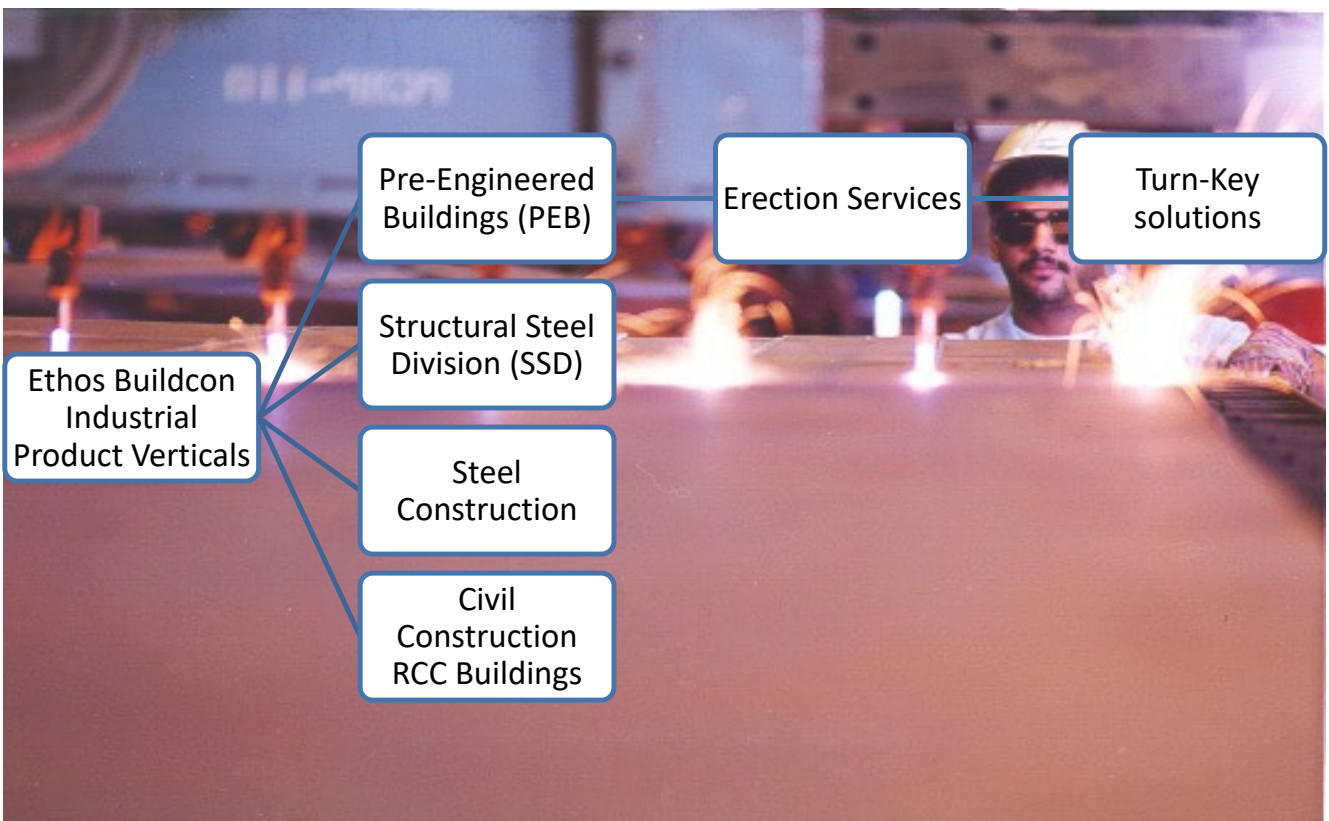 Pre-Engineered
Buildings (PEB)
Erection Services
Turn-Key
solutions
Structural Steel
Division (SSD)
Ethos Buildcon
Industrial
Product Verticals
Steel
Construction
Civil
Construction
RCC Buildings